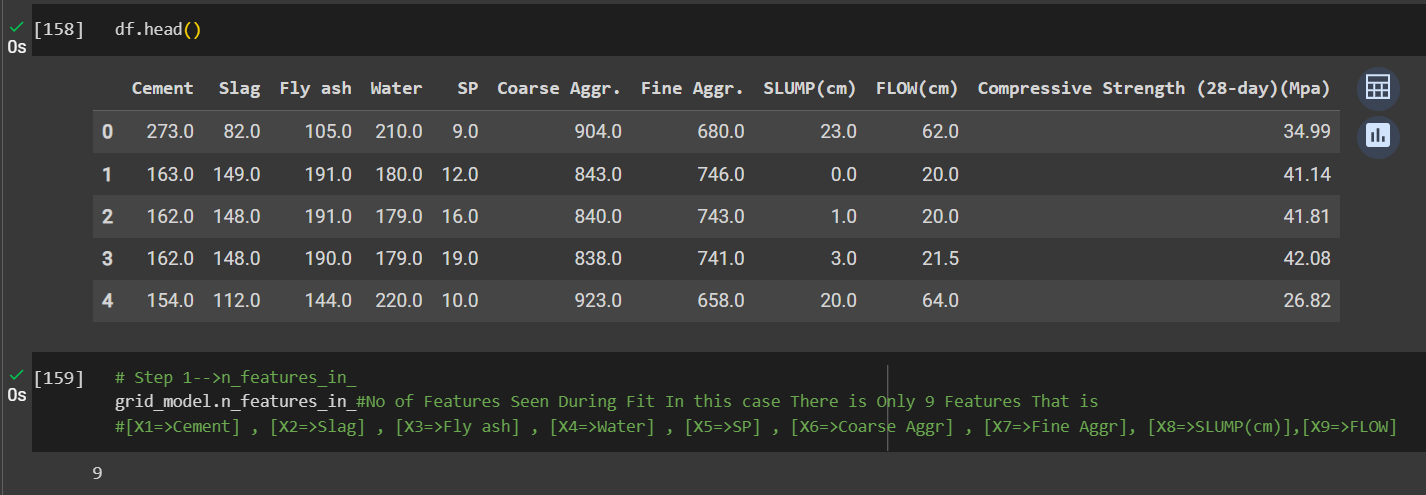 [158] df.head()
0s
Cement Slag Fly ash Water SP Coarse Aggr. Fine Aggr. SLUMP(cm) FLOW(cm) Compressive Strength (28-day)(Mpa)
0 273.0 82.0 105.0 210.0 9.0 904.0 680.0 23.0 62.0 34.99
1 163.0 149.0 191.0 180.0 12.0 843.0 746.0 0.0 20.0 41.14
2 162.0 148.0 191.0 179.0 16.0 840.0 743.0 1.0 20.0 41.81
3 162.0 148.0 190.0 179.0 19.0 838.0 741.0 3.0 21.5 42.08
4 154.0 112.0 144.0 220.0 10.0 923.0 658.0 20.0 64.0 26.82
[159] # Step 1-->n_features_in_
0s
grid_model.n_features_in_#No of Features Seen During Fit In this case There is Only 9 Features That is
#[X1=>Cement] , [X2=>Slag] , [X3=>Fly ash] , [X4=>Water] , [X5=>SP] , [X6=>Coarse Aggr] , [X7=>Fine Aggr], [X8=>SLUMP(cm)],[X9=>FLOW]
9